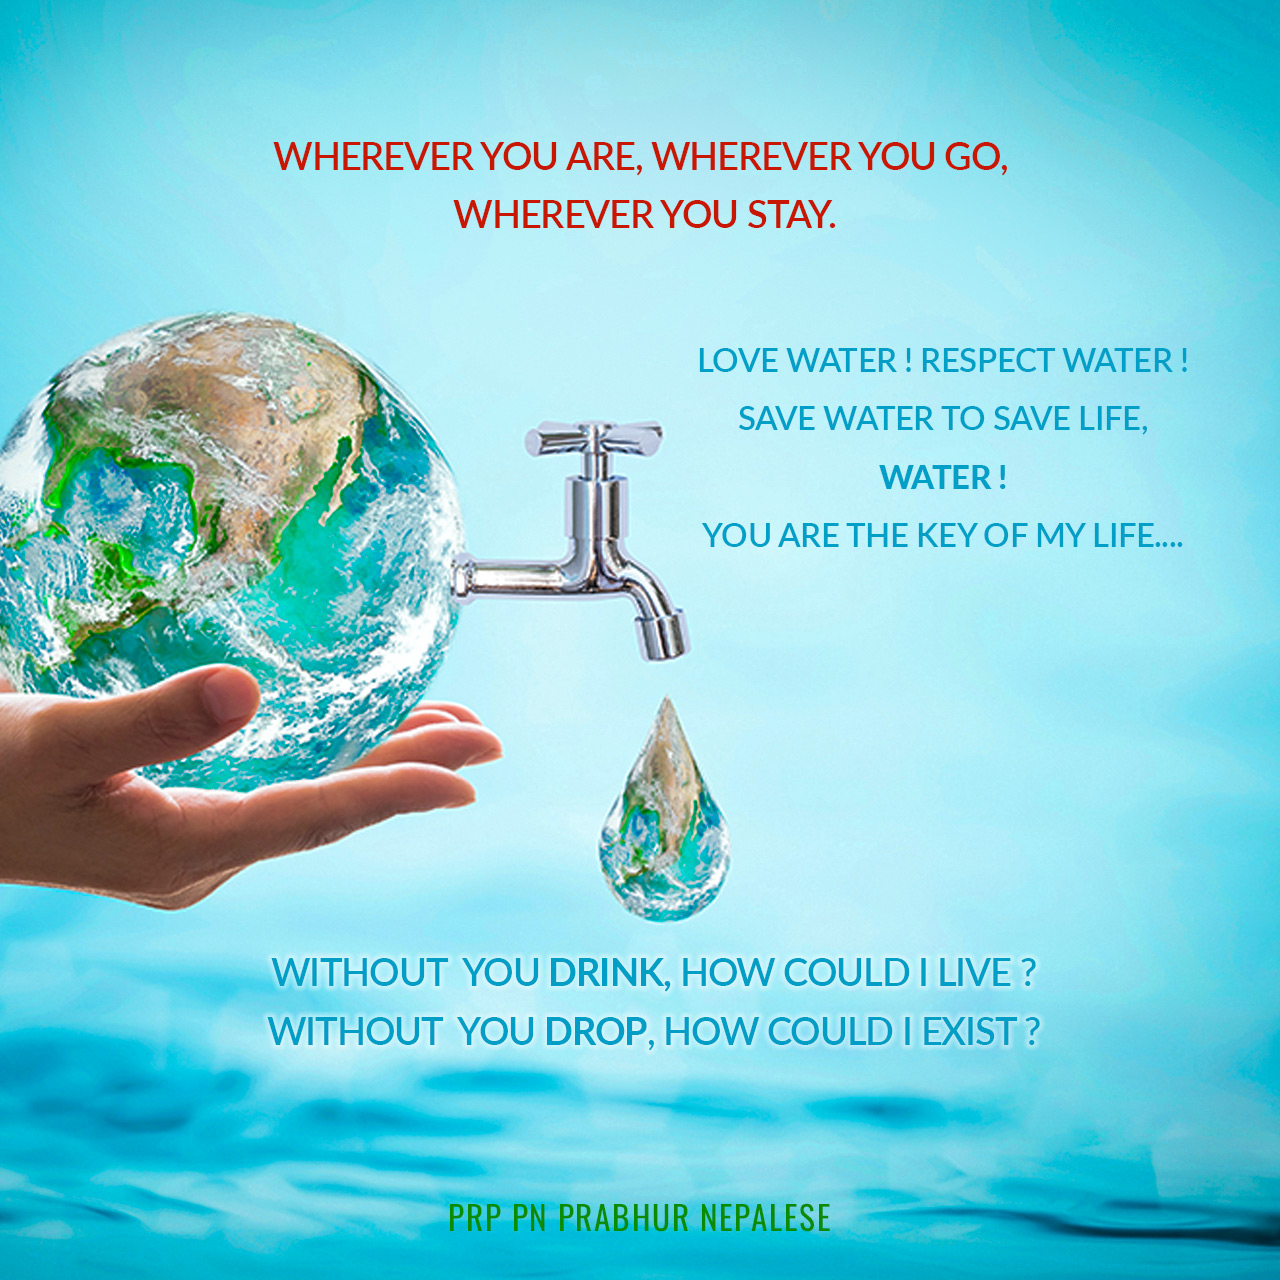 WHEREVER YOU ARE, WHEREVER YOU GO,
WHEREVER YOU STAY.
LOVE WATER ! RESPECT WATER !
SAVE WATER TO SAVE LIFE,
WATER !
YOU ARE THE KEY OF MY LIFE....
WITHOUT YOU DRINK, HOW COULD I LIVE ?
WITHOUT YOU DROP, HOW COULD I EXIST ?
PRP PN PRABHUR NEPALESE